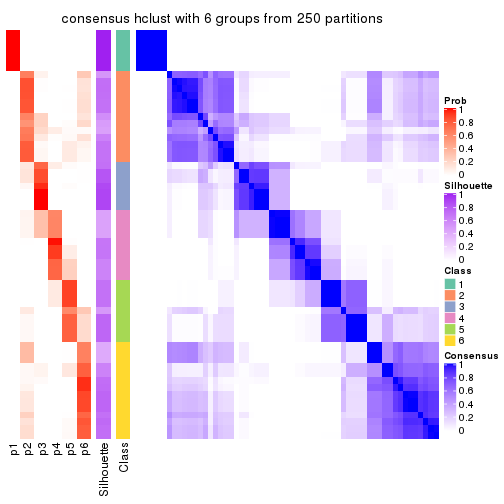 consensus hclust with 6 groups from 250 partitions
Prob
1
0.8
0.6
0.4
0.2
0
Silhouette
1
0.8
0.6
0.4
0.2
0
Class
1
2
3
4
5
6
Consensus
1
0.8
0.6
0.4
0.2
0
p1
p2
p3
p4
p5
p6
Silhouette
Class